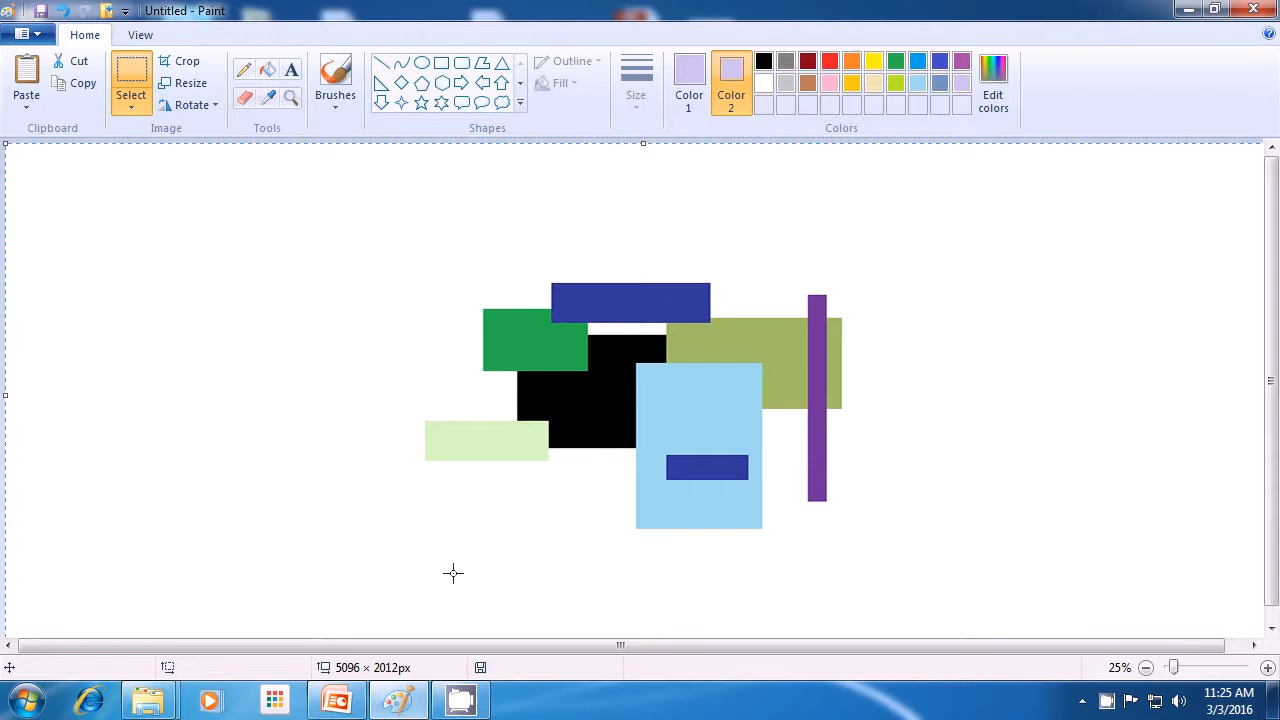 Untitled - Paint
Home View
Cut
Copy
Paste
Clipboard
Select
Crop
Resize
Rotate
Image
A
Tools
Brushes
Outline
Fill
Shapes
Size
Color 1
Color 2
Edit colors
Colors
5096 × 2012px
25%
11:25 AM
3/3/2016